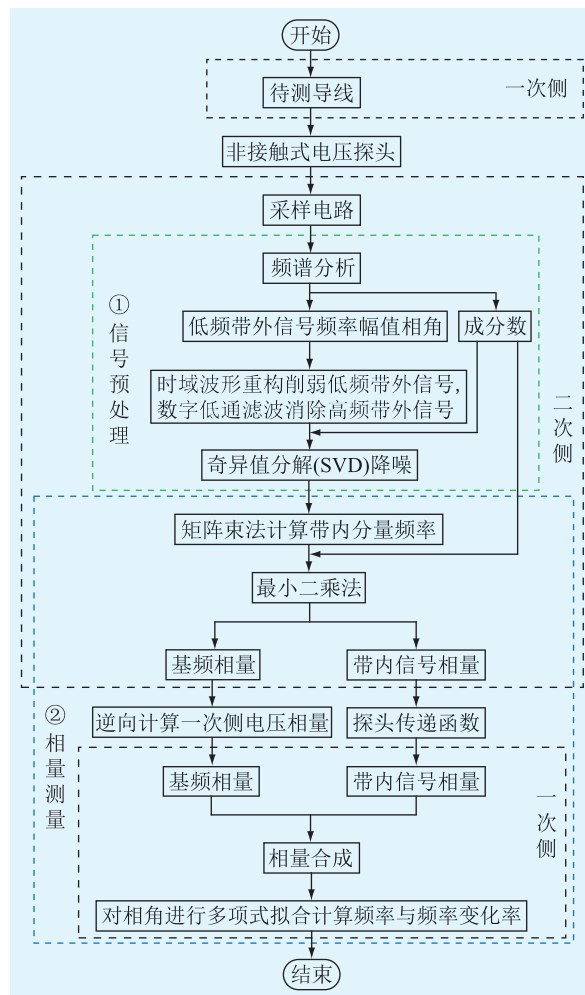 开始
一次侧
待测导线
非接触式电压探头
采样电路
频谱分析
①信号预处理
低频带外信号频率幅值相角
成分数
时域波形重构削弱低频带外信号,
数字低通滤波消除高频带外信号
二次侧
奇异值分解(SVD)降噪
矩阵束法计算带内分量频率
最小二乘法
基频相量
带内信号相量
②相量测量
逆向计算一次侧电压相量
探头传递函数
基频相量
带内信号相量
一次侧
相量合成
对相角进行多项式拟合计算频率与频率变化率
结束